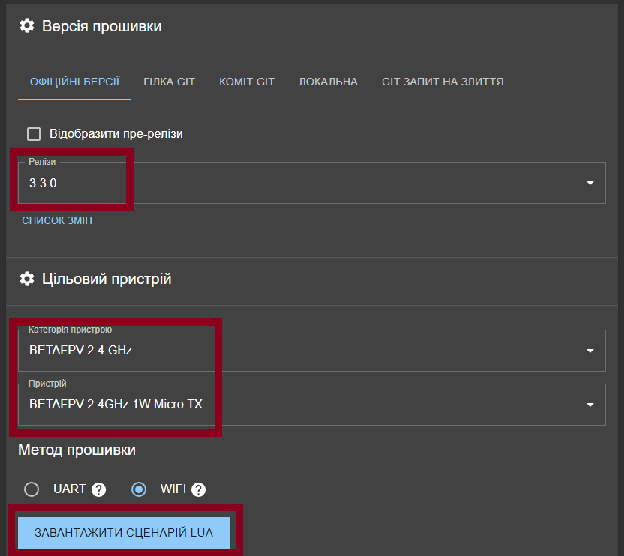 Версія прошивки
ОФІЦІЙНІ ВЕРСІЇ ГІЛКА GIT КОМІТ GIT ЛОКАЛЬНА GIT ЗАПИТ НА ЗЛИТТЯ
Відобразити пре-релізи
Релізи
3.3.0
СПИСОК ЗМІН
Цільовий пристрій
Категорія пристрою
BETAFPV 2.4 GHz
Пристрій
BETAFPV 2.4GHz 1W Micro TX
Метод прошивки
UART ? WIFI ?
ЗАВАНТАЖИТИ СЦЕНАРІЙ LUA